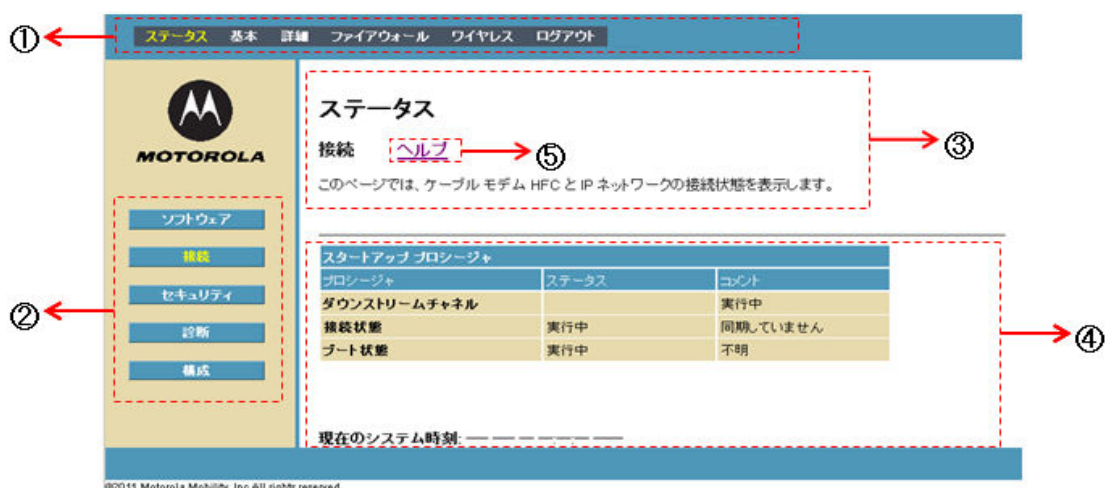 ① ステータス 基本 詳細 ファイアウォール ワイヤレス ログアウト
MOTOROLA
ステータス
接続 ヘルプ ⑤
③
このページでは、ケーブル モデム HFC と IP ネットワークの接続状態を表示します。
②
ソフトウェア
接続
セキュリティ
診断
構成
スタートアップ プロシージャ
プロシージャ ステータス コメント
ダウンストリームチャネル 実行中
接続状態 実行中 同期していません
ブート状態 実行中 不明
④
現在のシステム時刻: --- --- -- --:--:-- ----
©2011 Motorola Mobility, Inc All rights reserved